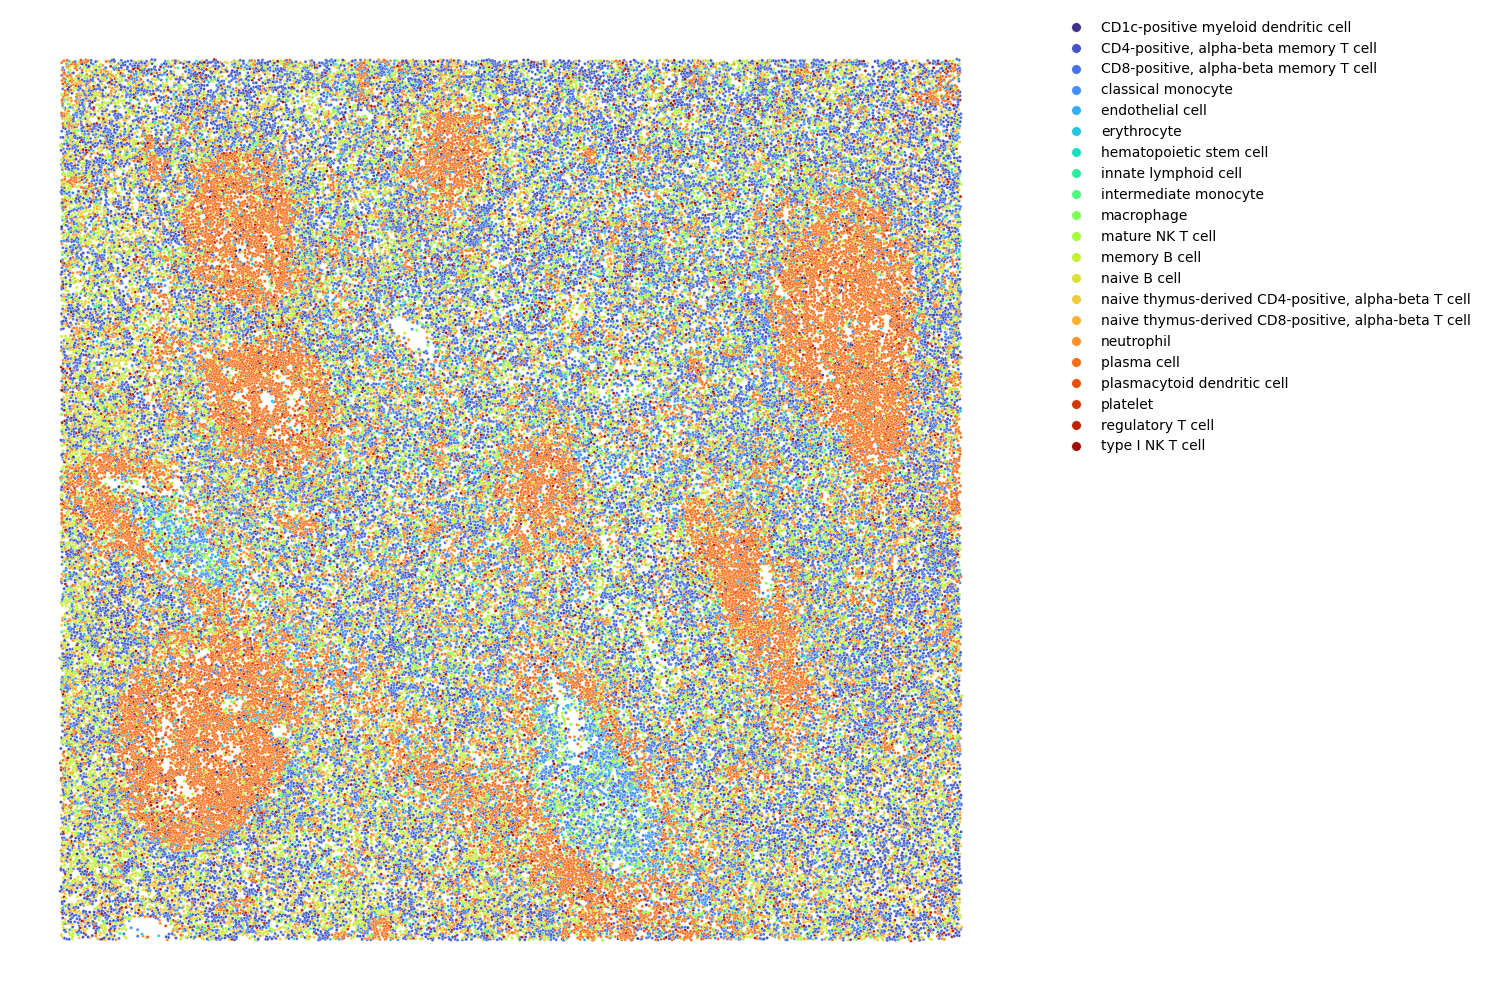 CD1c-positive myeloid dendritic cell
CD4-positive, alpha-beta memory T cell
CD8-positive, alpha-beta memory T cell
classical monocyte
endothelial cell
erythrocyte
hematopoietic stem cell
innate lymphoid cell
intermediate monocyte
macrophage
mature NK T cell
memory B cell
naive B cell
naive thymus-derived CD4-positive, alpha-beta T cell
naive thymus-derived CD8-positive, alpha-beta T cell
neutrophil
plasma cell
plasmacytoid dendritic cell
platelet
regulatory T cell
type I NK T cell